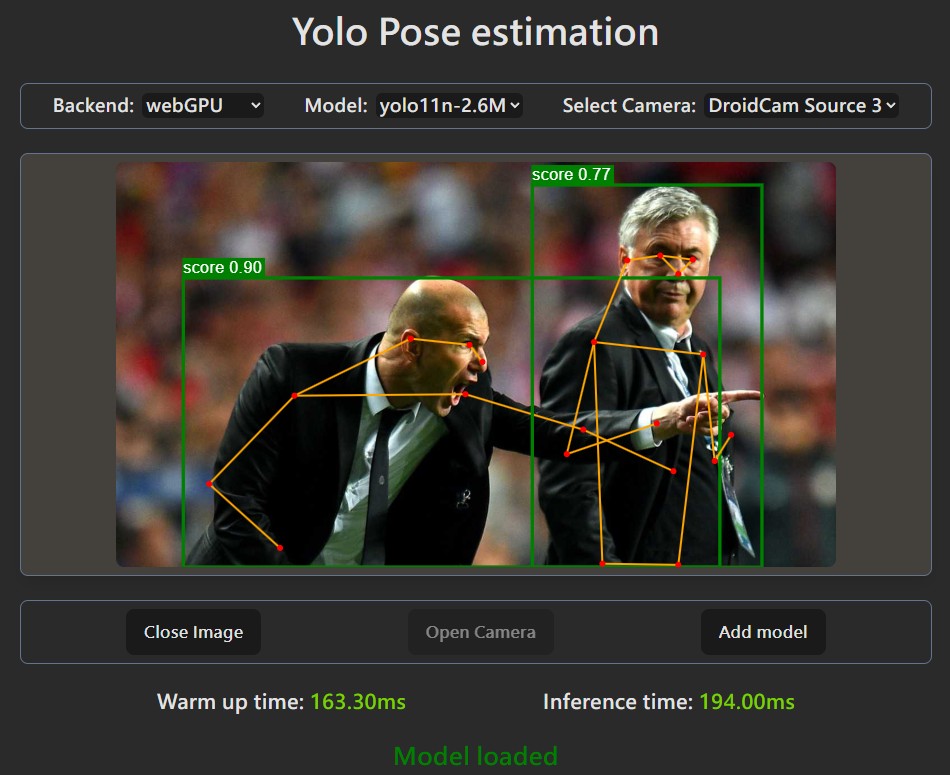 Yolo Pose estimation
Backend: webGPU Model: yolo11n-2.6M Select Camera: DroidCam Source 3
score 0.77
score 0.90
Close Image Open Camera Add model
Warm up time: 163.30ms Inference time: 194.00ms
Model loaded